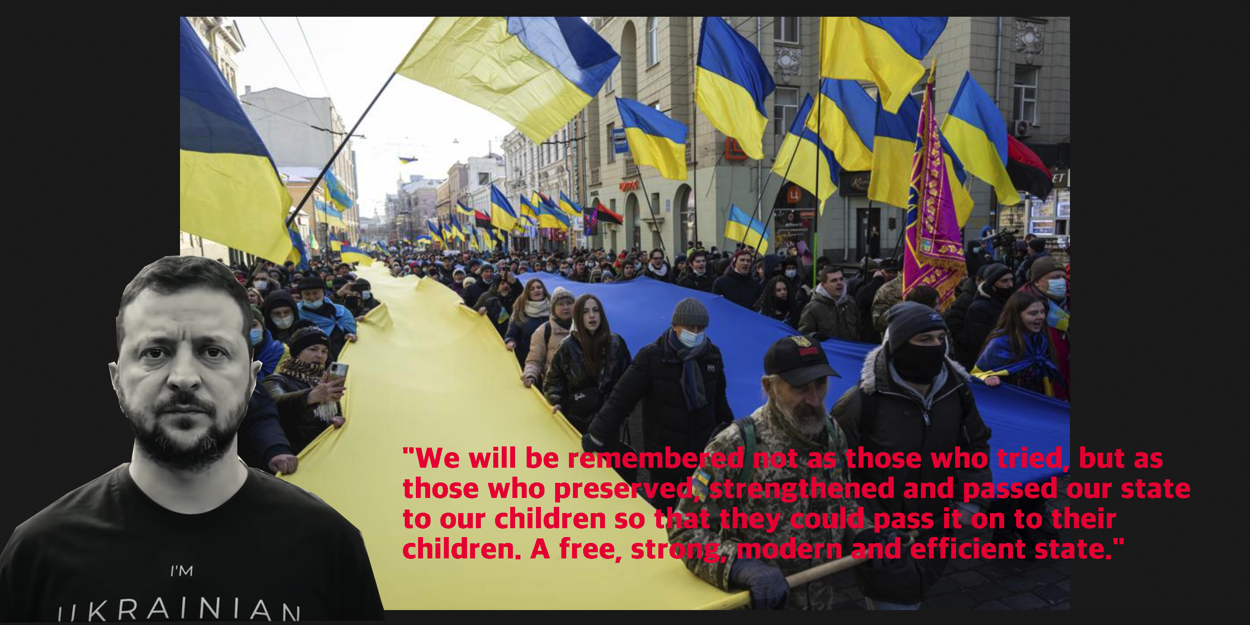 "We will be remembered not as those who tried, but as
those who preserved, strengthened and passed our state
to our children so that they could pass it on to their
children. A free, strong, modern and efficient state."
I'M
UKRAINIAN